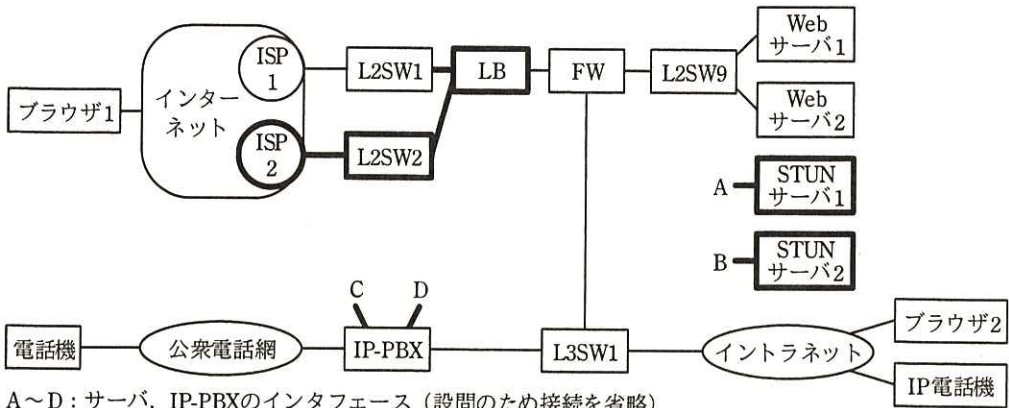 Web
サーバ1
ISP
1
L2SW1
LB
FW
L2SW9
ブラウザ1
インター
ネット
Web
サーバ2
ISP
2
L2SW2
A
STUN
サーバ1
B
STUN
サーバ2
C
D
電話機
公衆電話網
IP-PBX
L3SW1
イントラネット
ブラウザ2
IP電話機
A～D：サーバ，IP-PBXのインタフェース（設問のため接続を省略）